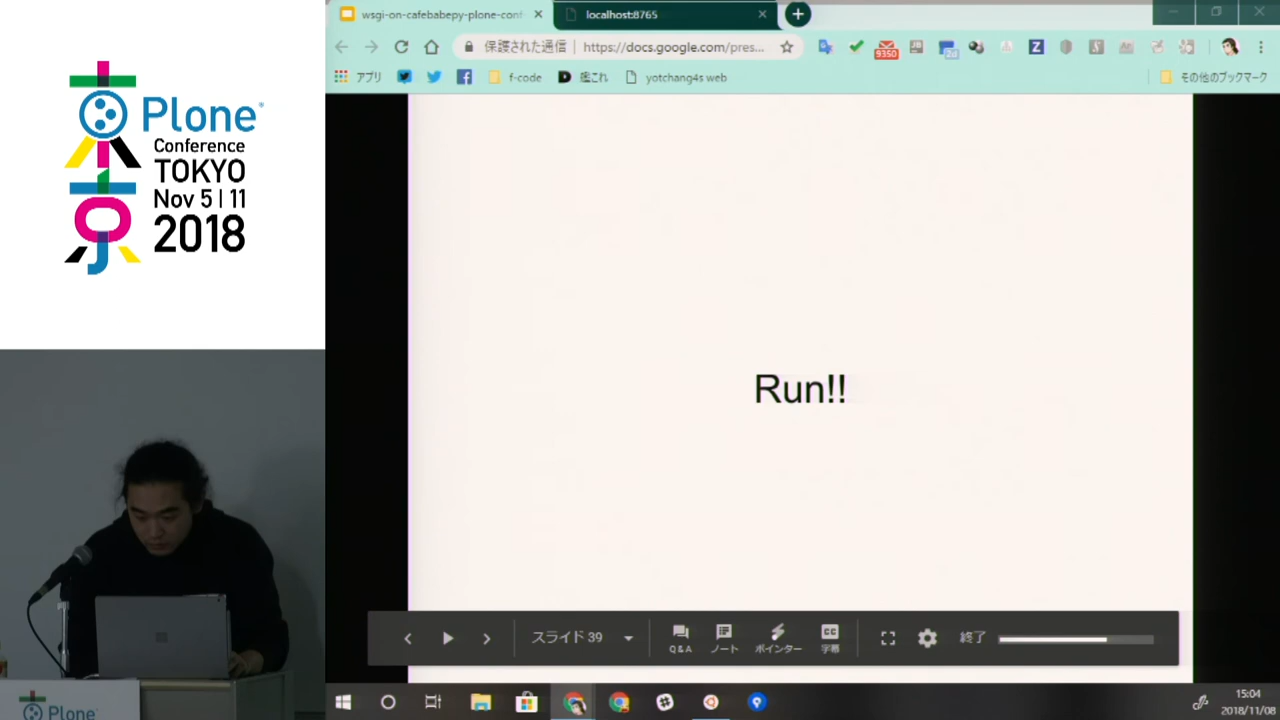 Plone
Conference
TOKYO
Nov 5 | 11
2018
wsgi-on-cafebabepy-plone-conf
localhost:8765
保護された通信
https://docs.google.com/pres...
9350
アプリ
f-code
艦これ
yotchang4s web
その他のブックマーク
Run!!
スライド 39
Q&A
ノート
ポインター
CC
字幕
終了
15:04
2018/11/08
Plone